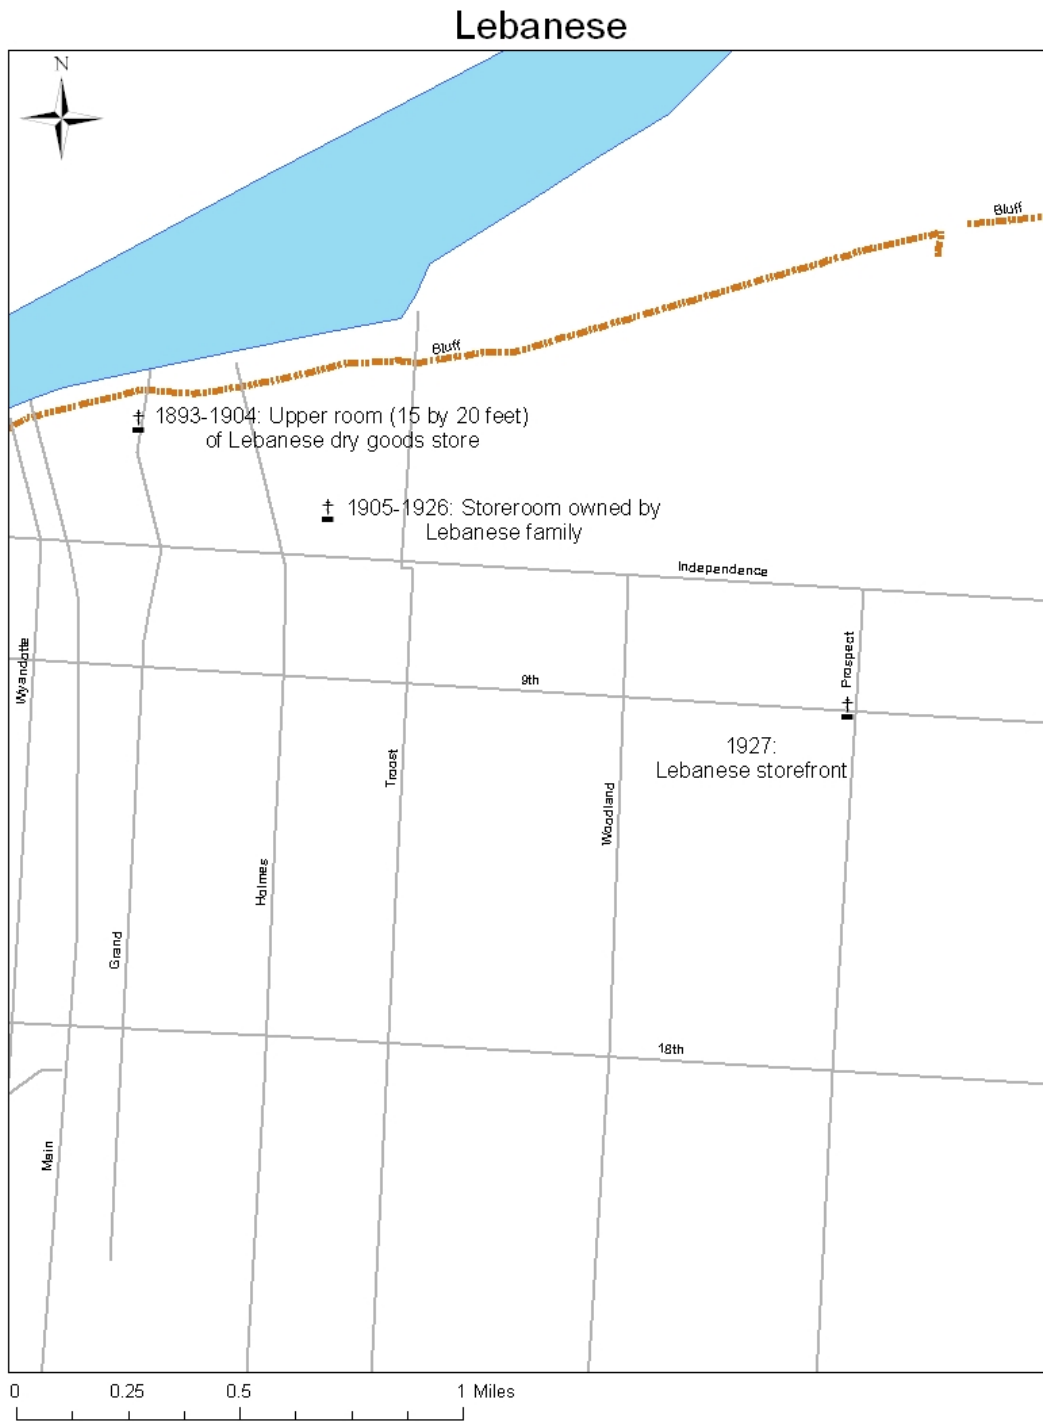 Lebanese
N
Bluff
Bluff
1893-1904: Upper room (15 by 20 feet)
of Lebanese dry goods store
1905-1926: Storeroom owned by
Lebanese family
Independence
Wyandotte
Prospect
9th
1927:
Lebanese storefront
Troost
Woodland
Holmes
Grand
18th
Main
0 0.25 0.5 1 Miles